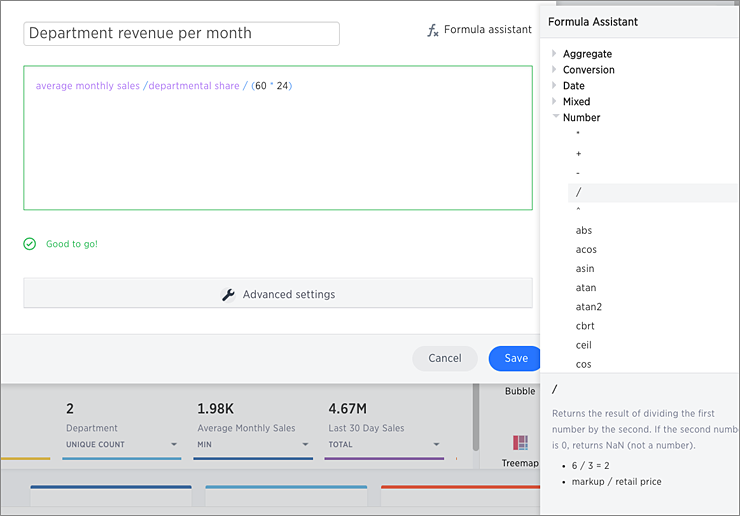 Department revenue per month
Formula assistant
average monthly sales /departmental share / (60 * 24)
Good to go!
Advanced settings
Cancel
Save
2
Department
UNIQUE COUNT
1.98K
Average Monthly Sales
MIN
4.67M
Last 30 Day Sales
TOTAL
Bubble
Treemap
Formula Assistant
Aggregate
Conversion
Date
Mixed
Number
*
+
-
/
^
abs
acos
asin
atan
atan2
cbrt
ceil
cos
/
Returns the result of dividing the first
number by the second. If the second numb
is 0, returns NaN (not a number).
• 6 / 3 = 2
• markup / retail price